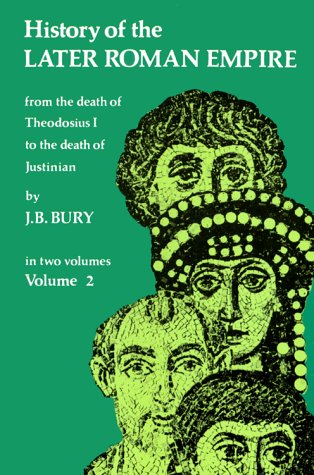 History of the
LATER ROMAN EMPIRE
from the death of
Theodosius I
to the death of
Justinian
by
J.B. BURY
in two volumes
Volume 2